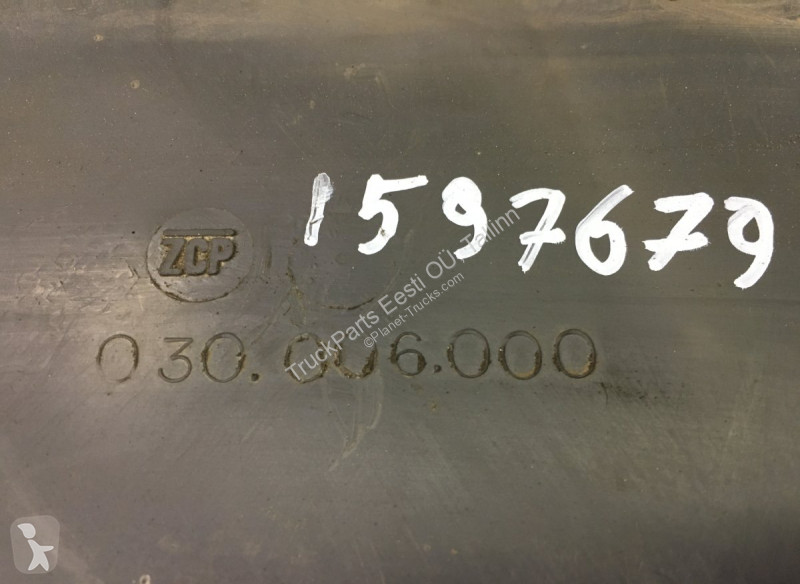 1597679
ZCP
030.006.000
TruckParts Eesti OÜ, Tallinn
©Planet-Trucks.com